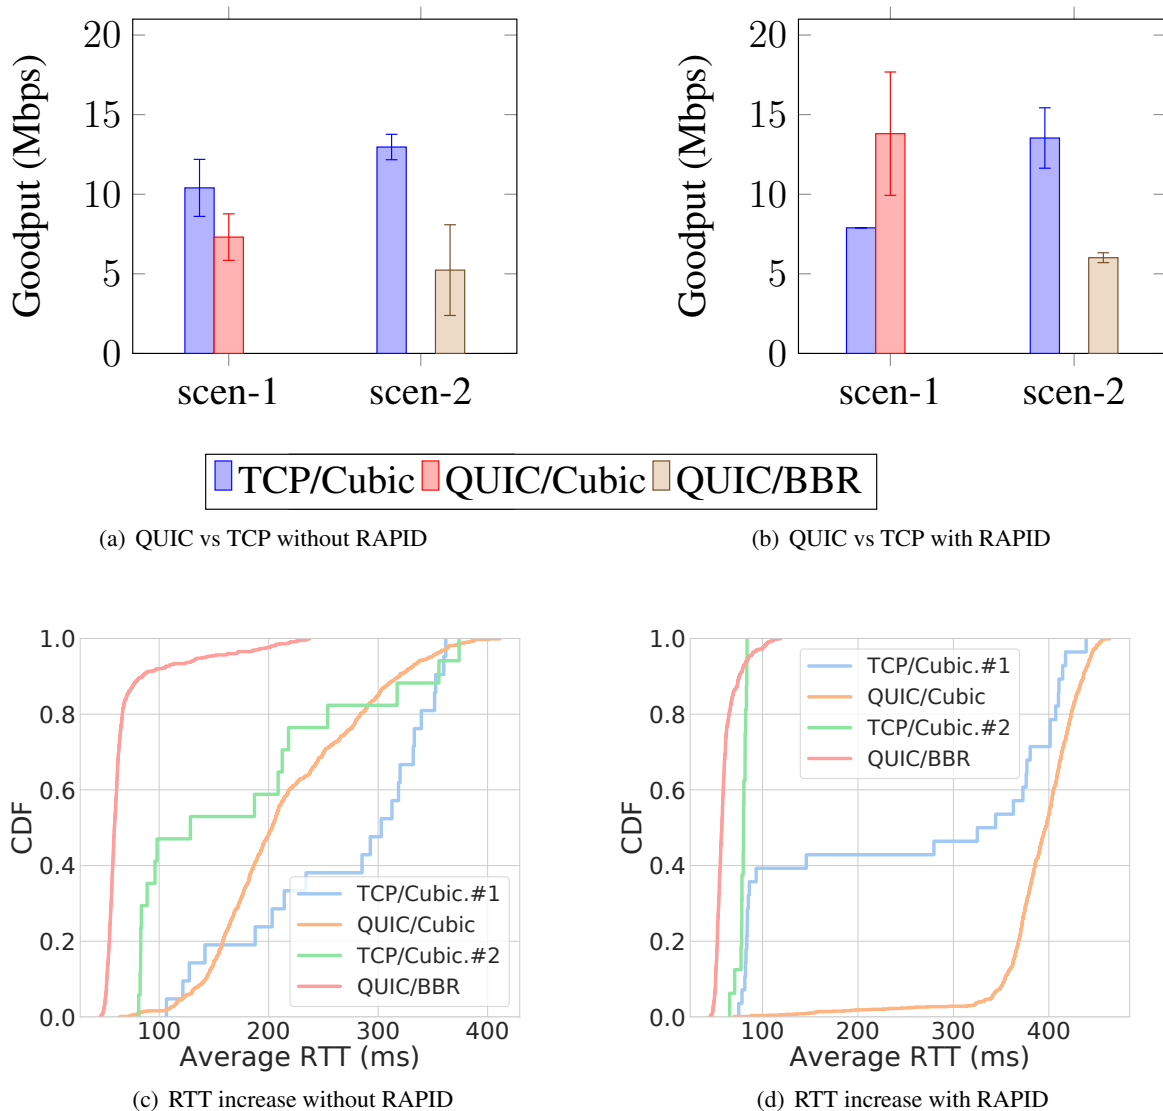 Goodput (Mbps)
20
15
10
5
0
scen-1
scen-2
Goodput (Mbps)
20
15
10
5
0
scen-1
scen-2
TCP/Cubic QUIC/Cubic QUIC/BBR
(a) QUIC vs TCP without RAPID
(b) QUIC vs TCP with RAPID
CDF
1.0
0.8
0.6
0.4
0.2
0.0
TCP/Cubic.#1
QUIC/Cubic
TCP/Cubic.#2
QUIC/BBR
100 200 300 400
Average RTT (ms)
(c) RTT increase without RAPID
CDF
1.0
0.8
0.6
0.4
0.2
0.0
TCP/Cubic.#1
QUIC/Cubic
TCP/Cubic.#2
QUIC/BBR
100 200 300 400
Average RTT (ms)
(d) RTT increase with RAPID